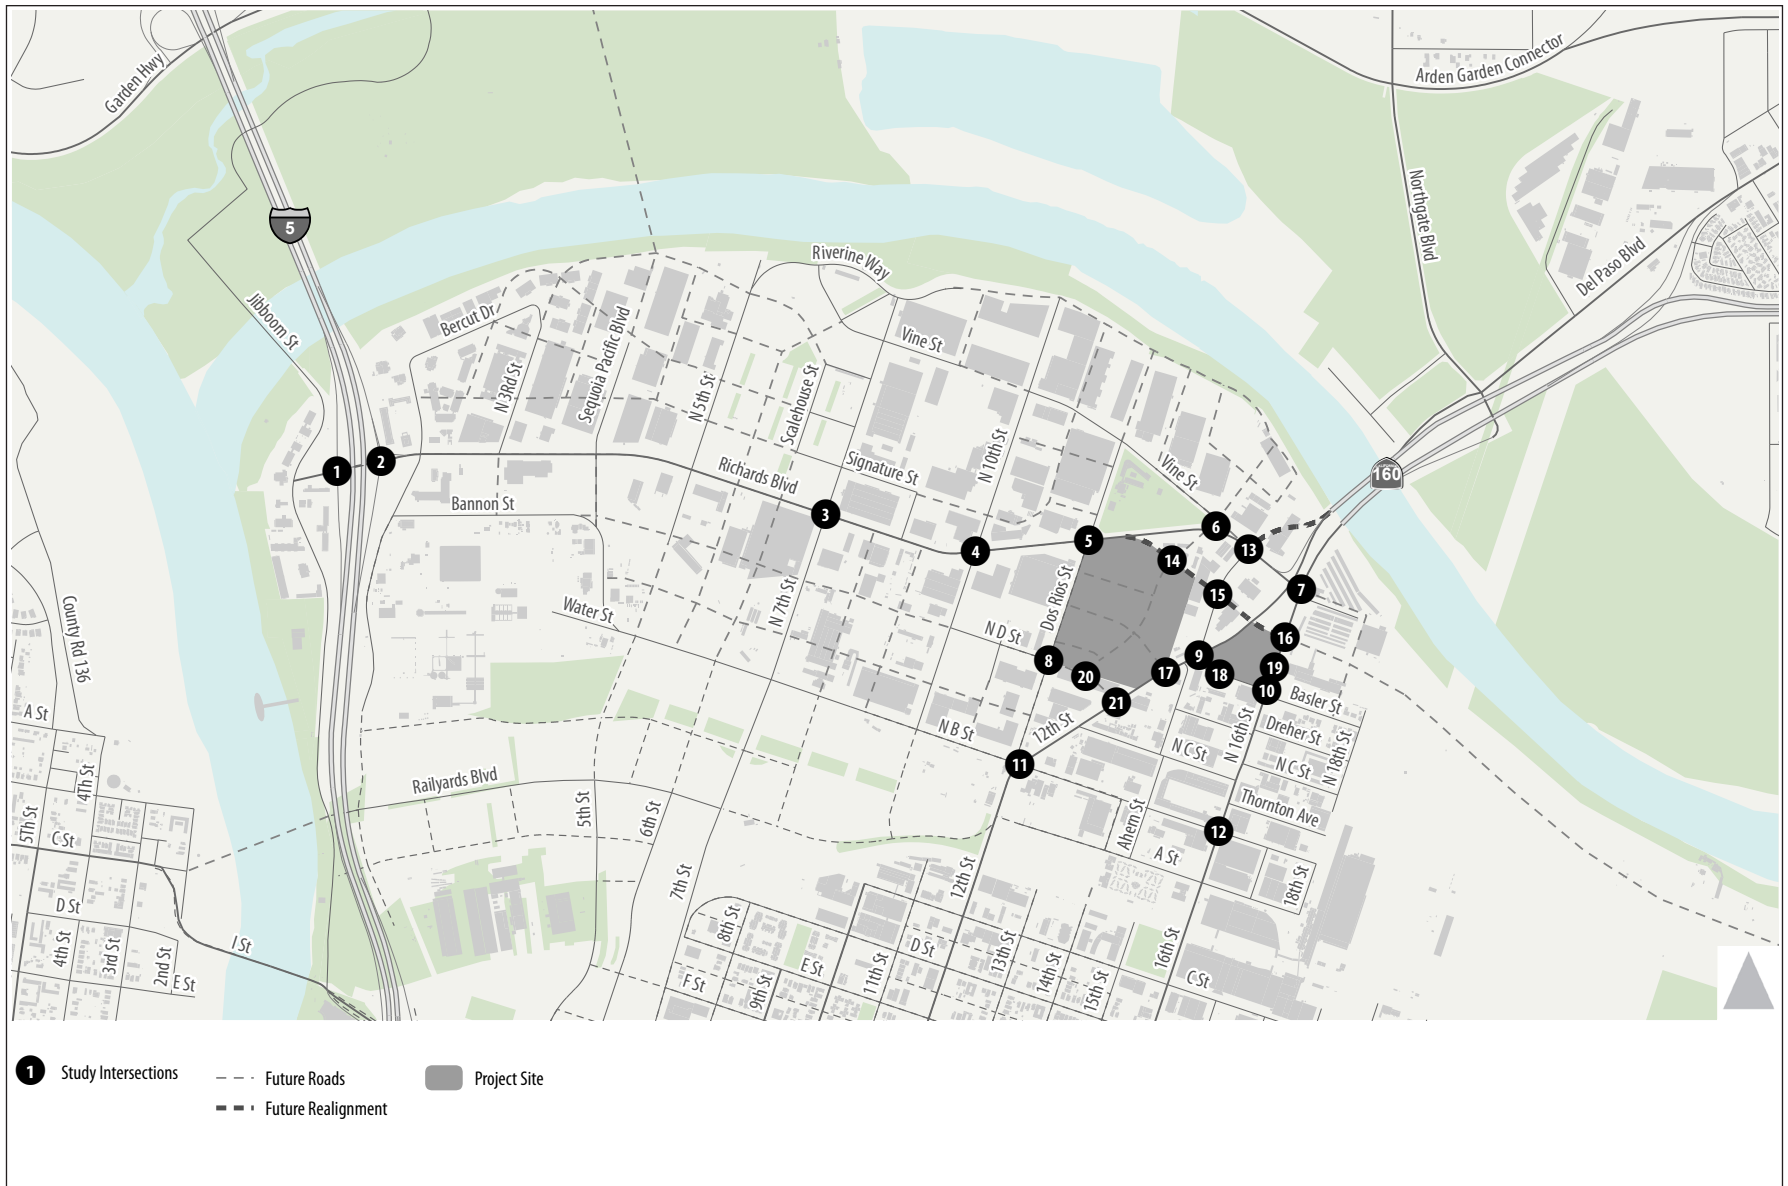 Garden Hwy
Arden Garden Connector
Northgate Blvd
5
Del Paso Blvd
Riverine Way
Jibboom St
Bercut Dr
Sequoia Pacific Blvd
Vine St
N 3Rd St
N 5th St
Scalehouse St
N 10th St
1
2
Richards Blvd
Signature St
Vine St
160
Bannon St
3
4
5
6
13
14
7
15
Water St
N 7th St
Dos Rios St
County Rd 136
N D St
8
20
17
9
18
16
19
10
21
Basler St
A St
N B St
12th St
Dreher St
N 16th St
N C St
N C St
N 18th St
11
Railyards Blvd
4Th St
5Th St
C St
5th St
6th St
Thornton Ave
Ahern St
12
A St
18th St
7th St
12th St
D St
I St
4th St
3rd St
2nd St
E St
8th St
D St
E St
F St
9th St
11th St
13th St
14th St
15th St
16th St
C St
1 Study Intersections
Future Roads
Future Realignment
Project Site